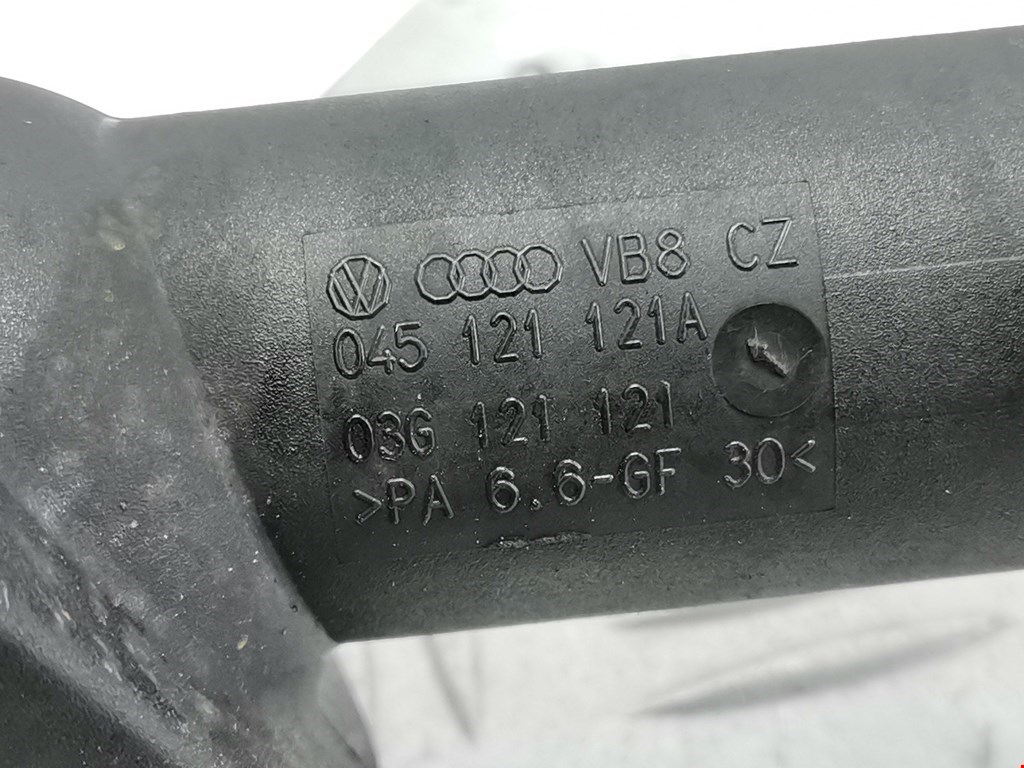 VB8 CZ
045 121 121A
03G 121 121
>PA 6.6-GF 30<